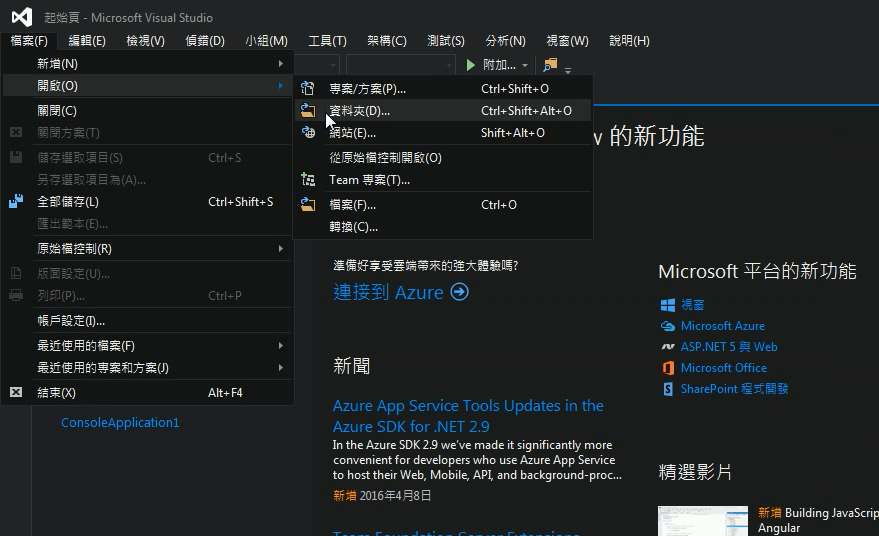 起始頁 - Microsoft Visual Studio
檔案(F) 編輯(E) 檢視(V) 偵錯(D) 小組(M) 工具(T) 架構(C) 測試(S) 分析(N) 視窗(W) 說明(H)
附加...
新增(N)
開啟(O)
關閉(C)
關閉方案(T)
儲存選取項目(S) Ctrl+S
另存選取項目為(A)...
全部儲存(L) Ctrl+Shift+S
匯出範本(E)...
原始檔控制(R)
版面設定(U)...
列印(P)... Ctrl+P
帳戶設定(I)...
最近使用的檔案(F)
最近使用的專案和方案(J)
結束(X) Alt+F4
專案/方案(P)... Ctrl+Shift+O
資料夾(D)... Ctrl+Shift+Alt+O
網站(E)... Shift+Alt+O
從原始檔控制開啟(O)
Team 專案(T)...
檔案(F)... Ctrl+O
轉換(C)...
ConsoleApplication1
的新功能
準備好享受雲端帶來的強大體驗嗎?
連接到 Azure
新聞
Azure App Service Tools Updates in the
Azure SDK for .NET 2.9
In the Azure SDK 2.9 we've made it significantly more
convenient for developers who use Azure App Service
to host their Web, Mobile, API, and background-proc...
新增 2016年4月8日
Team Foundation Server Extensions
Microsoft 平台的新功能
視窗
Microsoft Azure
ASP.NET 5 與 Web
Microsoft Office
SharePoint 程式開發
精選影片
新增 Building JavaScrip
Angular